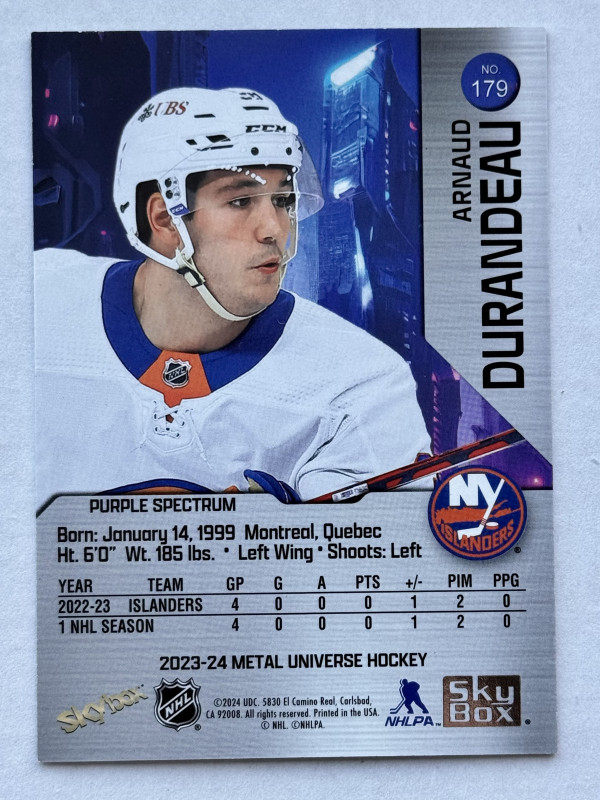 UBS
CCM
NHL
NO.
179
ARNAUD
DURANDEAU
NY
ISLANDERS
®
PURPLE SPECTRUM
Born: January 14, 1999 Montreal, Quebec
Ht. 6'0" Wt. 185 lbs. • Left Wing • Shoots: Left
YEAR TEAM GP G A PTS +/- PIM PPG
2022-23 ISLANDERS 4 0 0 0 1 2 0
1 NHL SEASON 4 0 0 0 1 2 0
2023-24 METAL UNIVERSE HOCKEY
Skybox™
NHL®
©2024 UDC. 5830 El Camino Real, Carlsbad,
CA 92008. All rights reserved. Printed in the USA.
© NHL. ©NHLPA.
NHLPA™
Sky
Box®